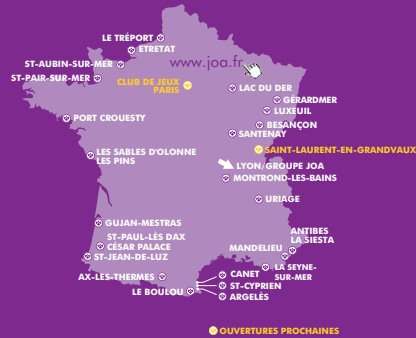 LE TRÉPORT
ETRETAT
ST-AUBIN-SUR-MER
www.joa.fr
ST-PAIR-SUR-MER
CLUB DE JEUX
PARIS
LAC DU DER
GÉRARDMER
LUXEUIL
PORT CROUESTY
BESANÇON
SANTENAY
LES SABLES D'OLONNE
LES PINS
SAINT-LAURENT-EN-GRANDVAUX
LYON/GROUPE JOA
MONTROND-LES-BAINS
URIAGE
GUJAN-MESTRAS
ST-PAUL-LÈS DAX
CÉSAR PALACE
ST-JEAN-DE-LUZ
ANTIBES
LA SIESTA
MANDELIEU
LA SEYNE-
SUR-MER
AX-LES-THERMES
CANET
LE BOULOU
ST-CYPRIEN
ARGELÈS
OUVERTURES PROCHAINES